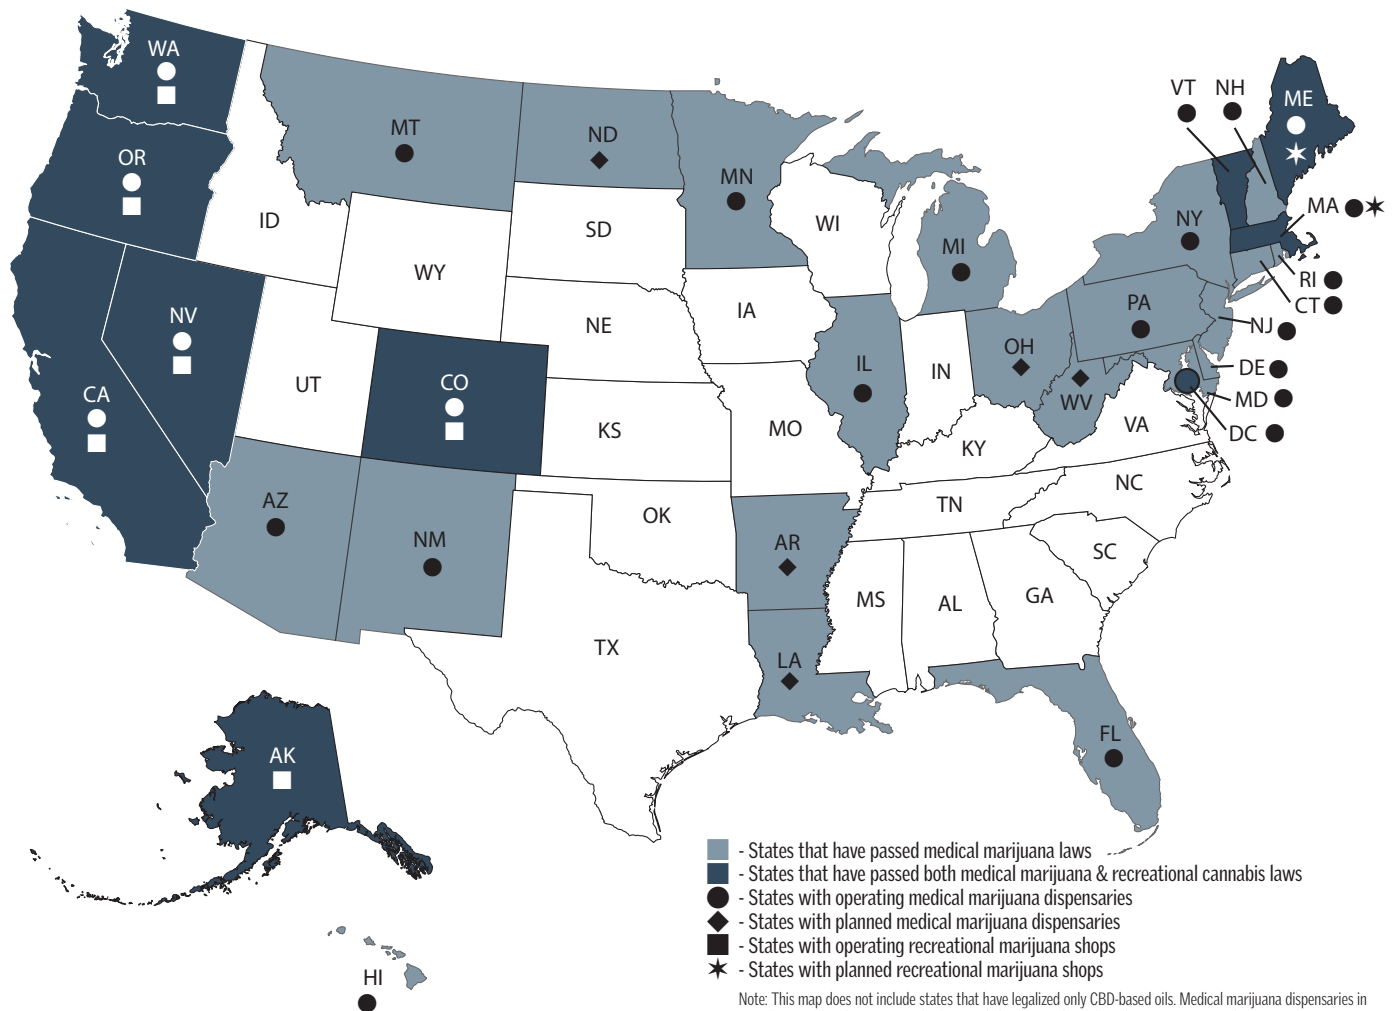 WA
VT NH
ME
MT
ND
OR
MN
MA
ID
SD
WI
NY
MI
WY
RI
CT
NV
NE
IA
PA
NJ
UT
CO
IL
IN
OH
DE
CA
WV
MD
KS
MO
VA
DC
KY
NC
AZ
TN
NM
OK
AR
SC
MS
AL
GA
TX
LA
FL
AK
HI
- States that have passed medical marijuana laws
- States that have passed both medical marijuana & recreational cannabis laws
- States with operating medical marijuana dispensaries
- States with planned medical marijuana dispensaries
- States with operating recreational marijuana shops
- States with planned recreational marijuana shops
Note: This map does not include states that have legalized only CBD-based oils. Medical marijuana dispensaries in